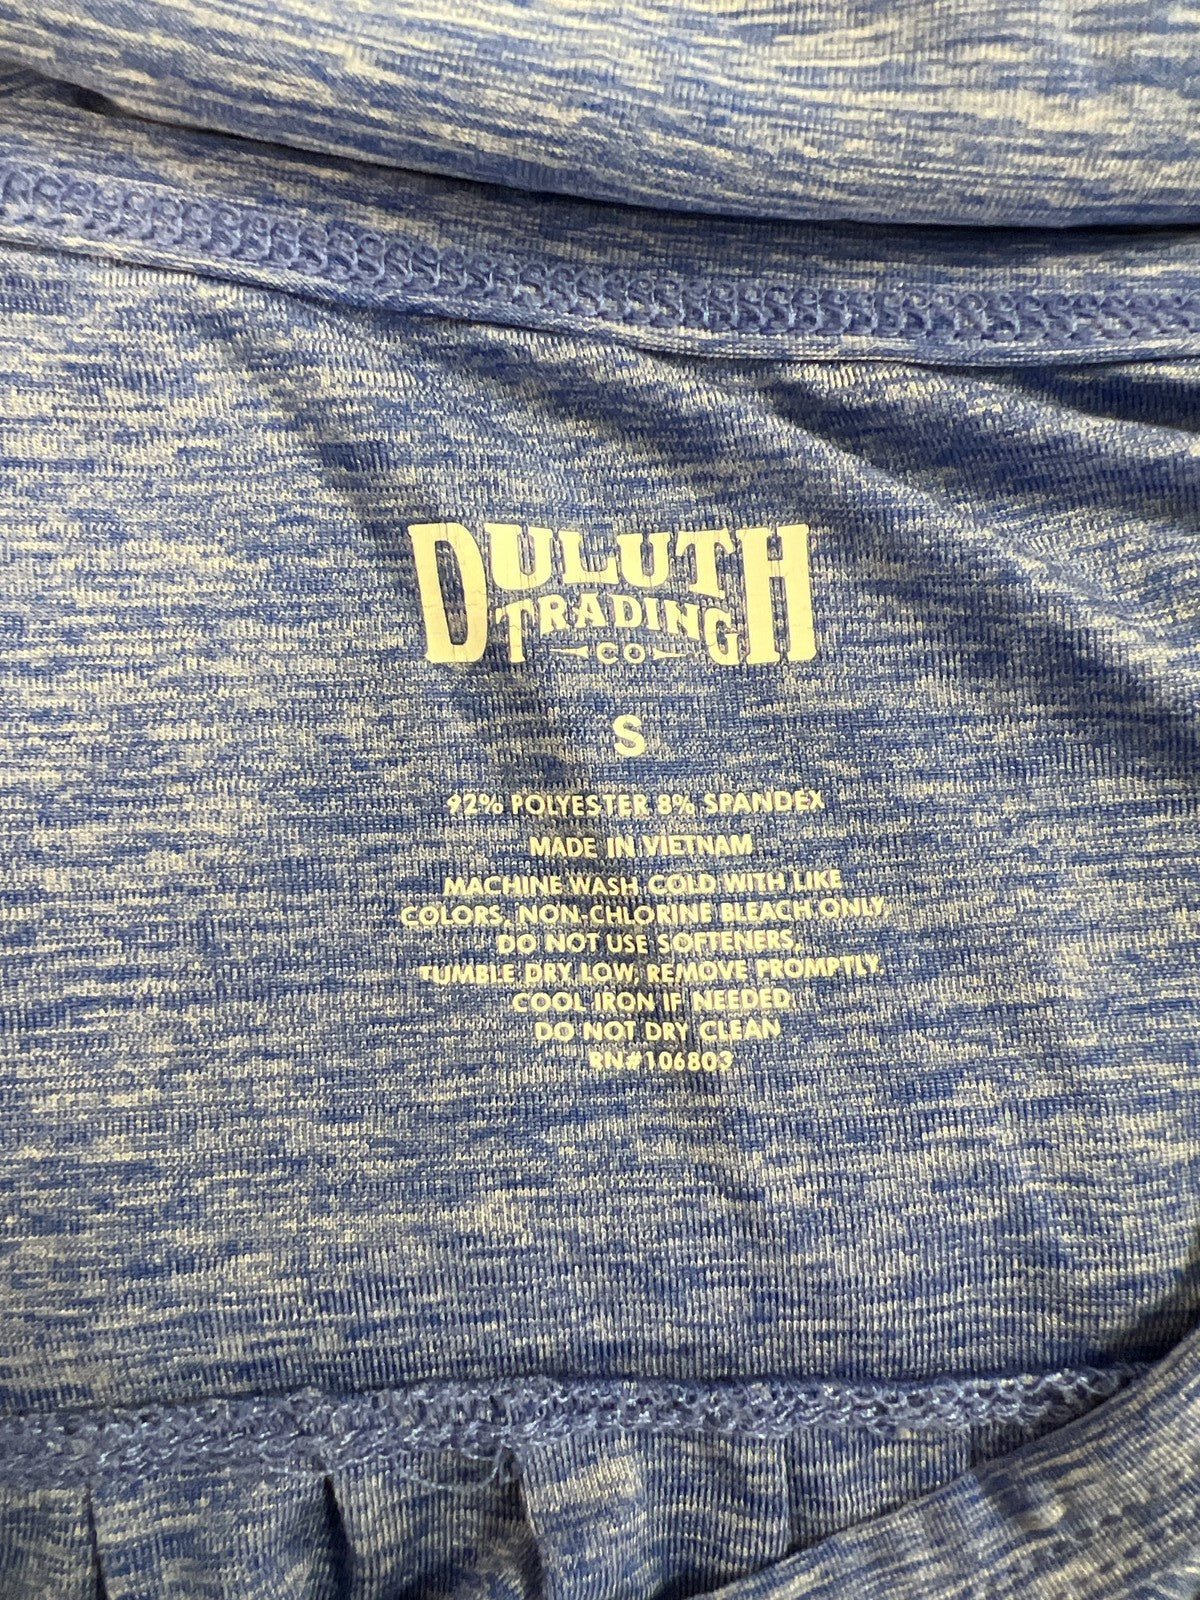 DULUTH
TRADING
CO
S
92% POLYESTER 8% SPANDEX
MADE IN VIETNAM
MACHINE WASH COLD WITH LIKE
COLORS, NON-CHLORINE BLEACH ONLY,
DO NOT USE SOFTENERS,
TUMBLE DRY LOW, REMOVE PROMPTLY,
COOL IRON IF NEEDED,
DO NOT DRY CLEAN
RN#106803